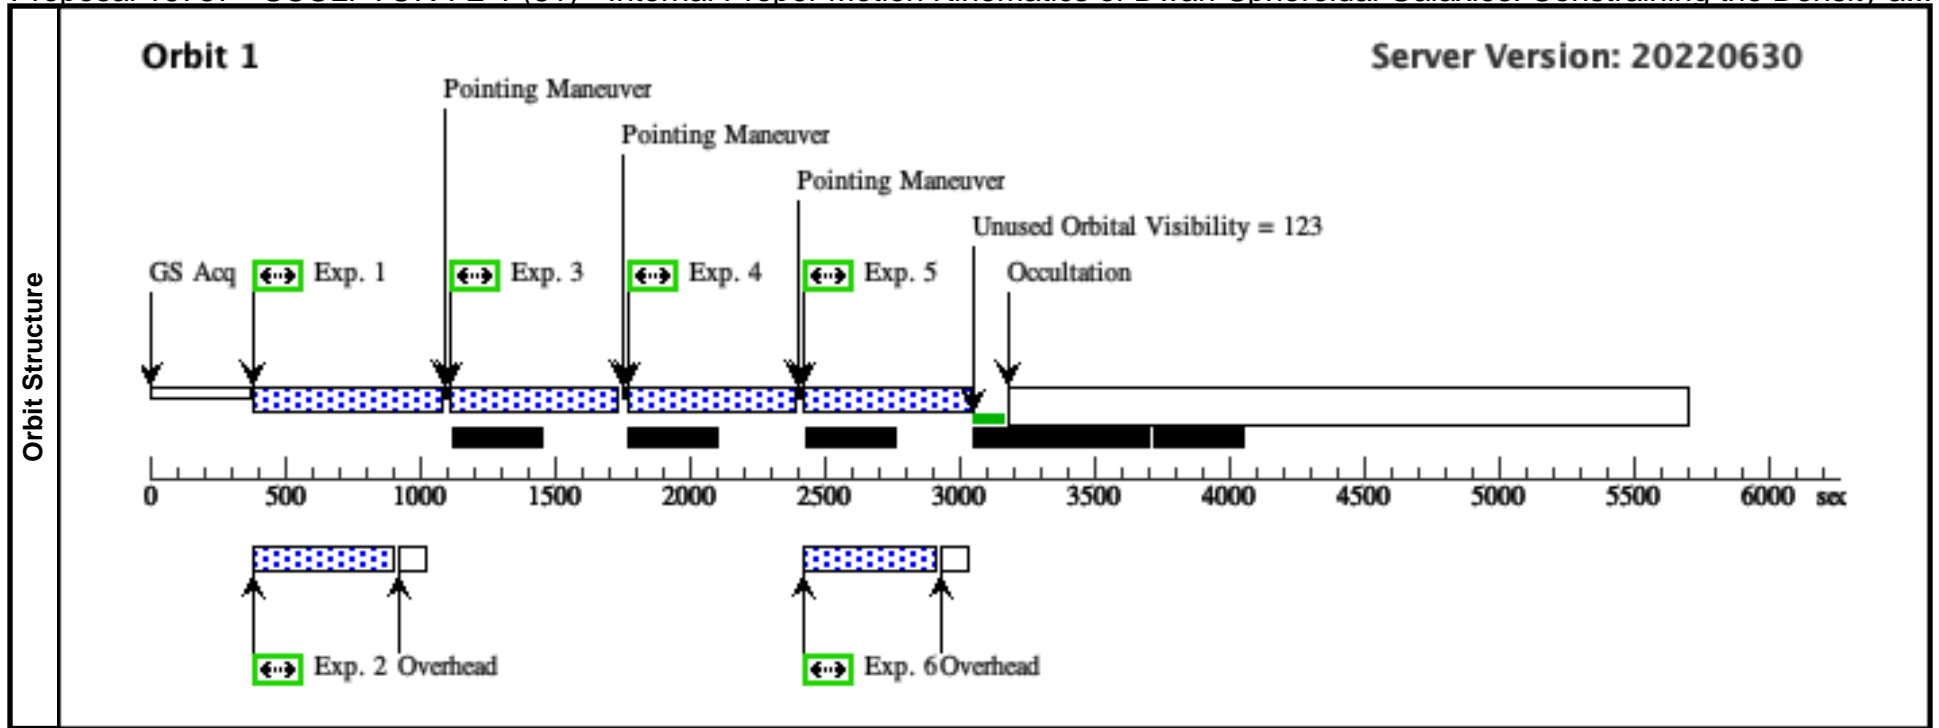 Orbit 1
Server Version: 20220630
Pointing Maneuver
Pointing Maneuver
Pointing Maneuver
Unused Orbital Visibility = 123
GS Acq
Exp. 1
Exp. 3
Exp. 4
Exp. 5
Occultation
Orbit Structure
0 500 1000 1500 2000 2500 3000 3500 4000 4500 5000 5500 6000 sec
Exp. 2 Overhead
Exp. 6 Overhead